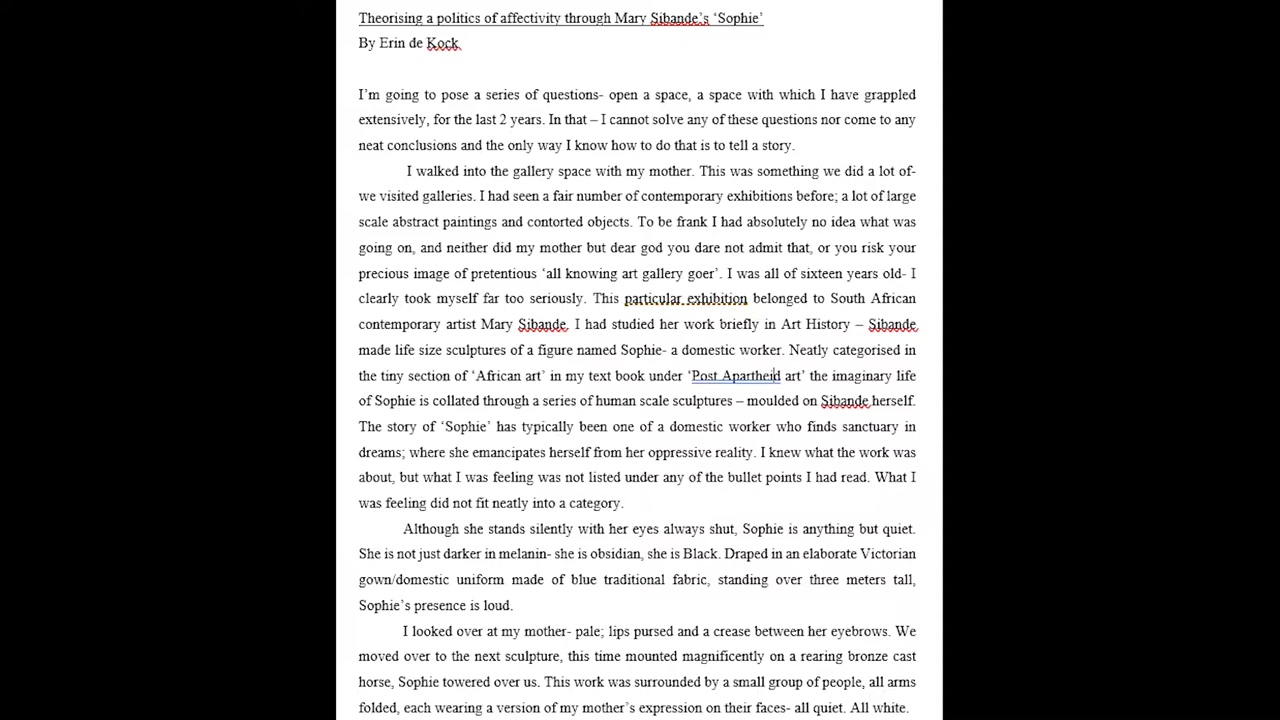 Theorising a politics of affectivity through Mary Sibande's 'Sophie'
By Erin de Kock
I'm going to pose a series of questions- open a space, a space with which I have grappled
extensively, for the last 2 years. In that – I cannot solve any of these questions nor come to any
neat conclusions and the only way I know how to do that is to tell a story.
I walked into the gallery space with my mother. This was something we did a lot of-
we visited galleries. I had seen a fair number of contemporary exhibitions before; a lot of large
scale abstract paintings and contorted objects. To be frank I had absolutely no idea what was
going on, and neither did my mother but dear god you dare not admit that, or you risk your
precious image of pretentious 'all knowing art gallery goer'. I was all of sixteen years old- I
clearly took myself far too seriously. This particular exhibition belonged to South African
contemporary artist Mary Sibande. I had studied her work briefly in Art History – Sibande
made life size sculptures of a figure named Sophie- a domestic worker. Neatly categorised in
the tiny section of 'African art' in my text book under 'Post Apartheid art' the imaginary life
of Sophie is collated through a series of human scale sculptures – moulded on Sibande herself.
The story of 'Sophie' has typically been one of a domestic worker who finds sanctuary in
dreams; where she emancipates herself from her oppressive reality. I knew what the work was
about, but what I was feeling was not listed under any of the bullet points I had read. What I
was feeling did not fit neatly into a category.
Although she stands silently with her eyes always shut, Sophie is anything but quiet.
She is not just darker in melanin- she is obsidian, she is Black. Draped in an elaborate Victorian
gown/domestic uniform made of blue traditional fabric, standing over three meters tall,
Sophie's presence is loud.
I looked over at my mother- pale; lips pursed and a crease between her eyebrows. We
moved over to the next sculpture, this time mounted magnificently on a rearing bronze cast
horse, Sophie towered over us. This work was surrounded by a small group of people, all arms
folded, each wearing a version of my mother's expression on their faces- all quiet. All white.